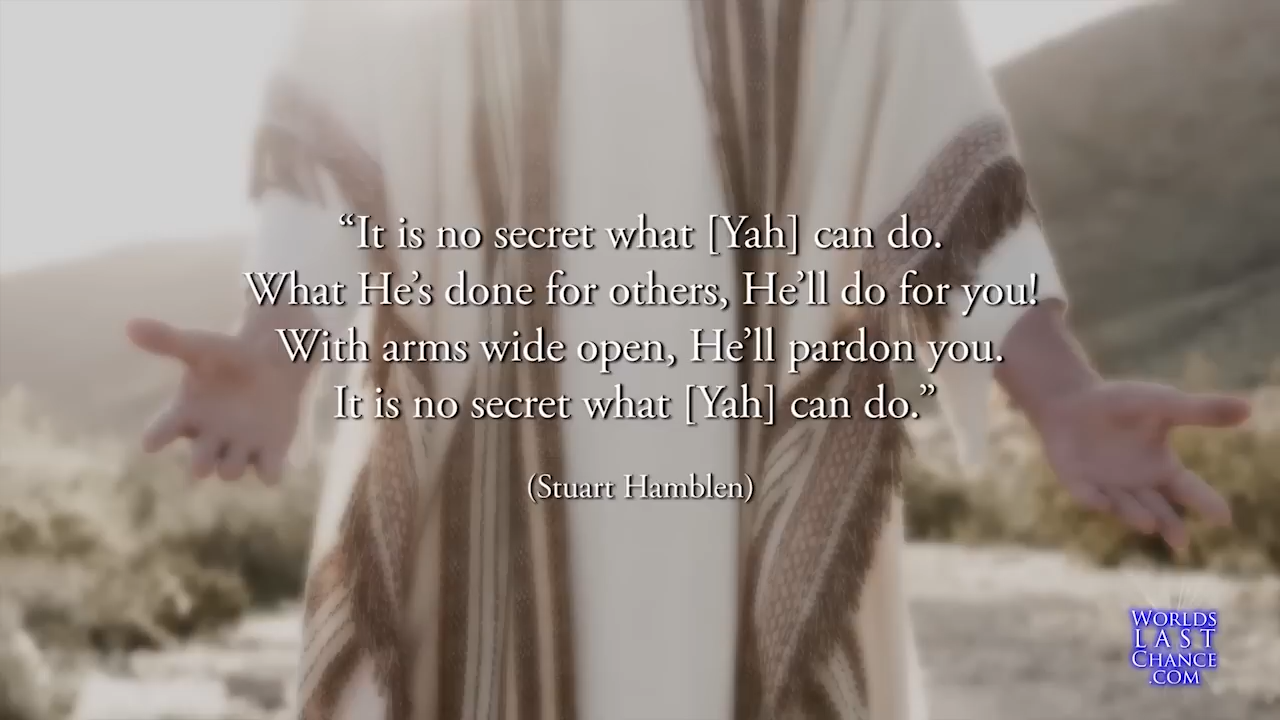 “It is no secret what [Yah] can do.
What He’s done for others, He’ll do for you!
With arms wide open, He’ll pardon you.
It is no secret what [Yah] can do.”
(Stuart Hamblen)
WORLDS
LAST
CHANCE
.COM